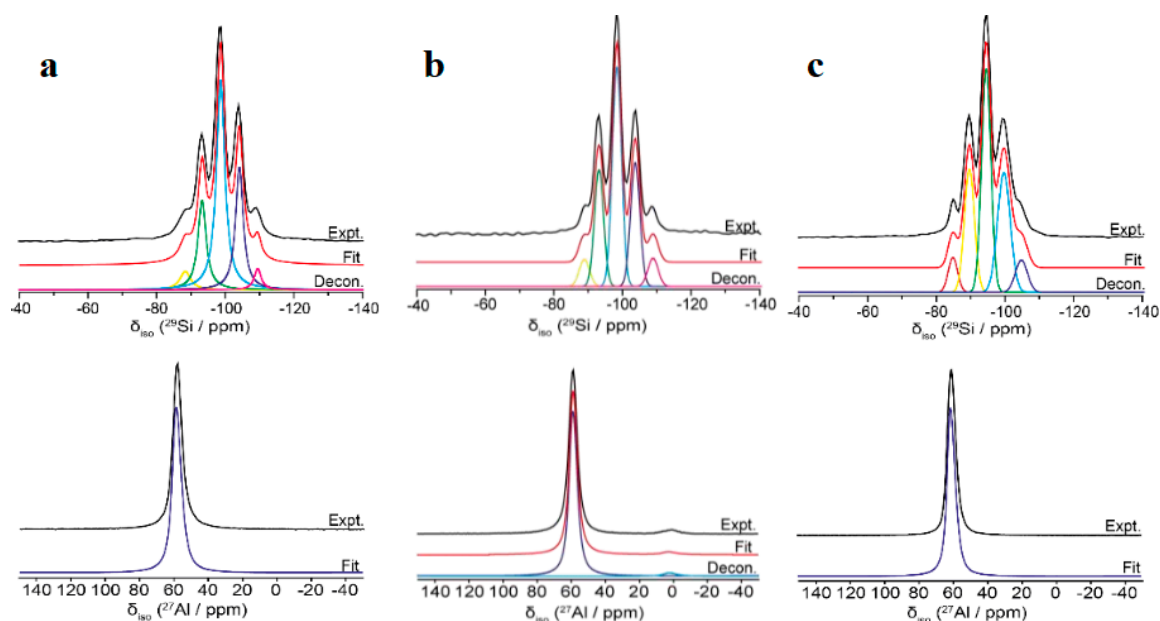 a
Expt.
Fit
Decon.
-40 -60 -80 -100 -120 -140
δiso (29Si / ppm)
b
Expt.
Fit
Decon.
-40 -60 -80 -100 -120 -140
δiso (29Si / ppm)
c
Expt.
Fit
Decon.
-40 -60 -80 -100 -120 -140
δiso (29Si / ppm)
Expt.
Fit
140 120 100 80 60 40 20 0 -20 -40
δiso (27Al / ppm)
Expt.
Fit
Decon.
140 120 100 80 60 40 20 0 -20 -40
δiso (27Al / ppm)
Expt.
Fit
140 120 100 80 60 40 20 0 -20 -40
δiso (27Al / ppm)